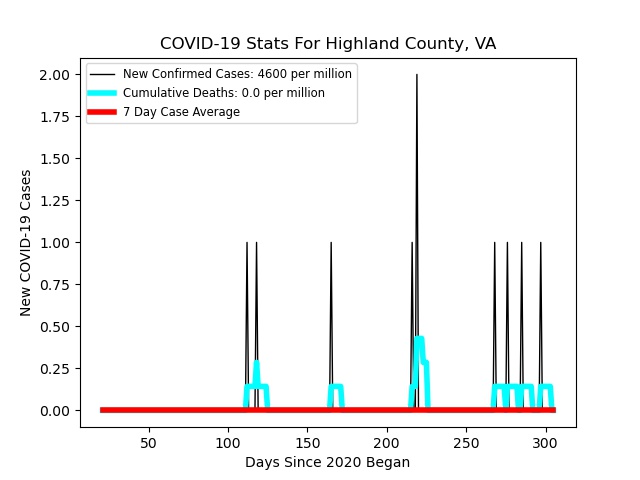 COVID-19 Stats For Highland County, VA
New Confirmed Cases: 4600 per million
Cumulative Deaths: 0.0 per million
7 Day Case Average
New COVID-19 Cases
2.00
1.75
1.50
1.25
1.00
0.75
0.50
0.25
0.00
50 100 150 200 250 300
Days Since 2020 Began